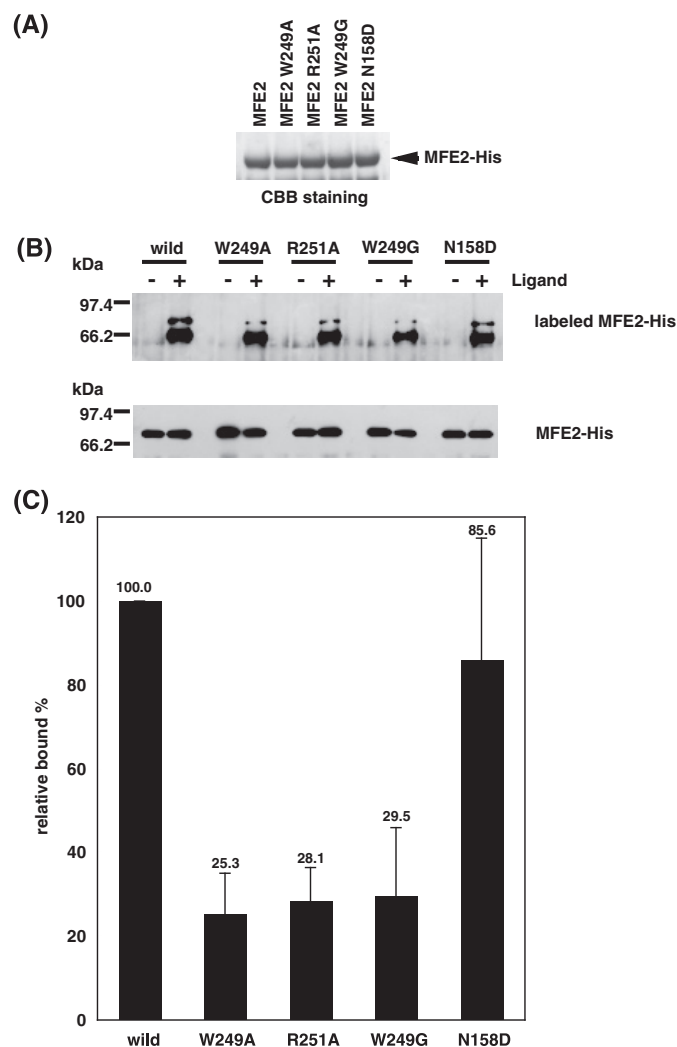 (A)
MFE2
MFE2 W249A
MFE2 R251A
MFE2 W249G
MFE2 N158D
MFE2-His
CBB staining
(B)
wild W249A R251A W249G N158D
kDa
- + - + - + - + - + Ligand
97.4
labeled MFE2-His
66.2
kDa
97.4
MFE2-His
66.2
(C)
120
100
80
60
40
20
0
relative bound %
100.0
25.3
28.1
29.5
85.6
wild W249A R251A W249G N158D